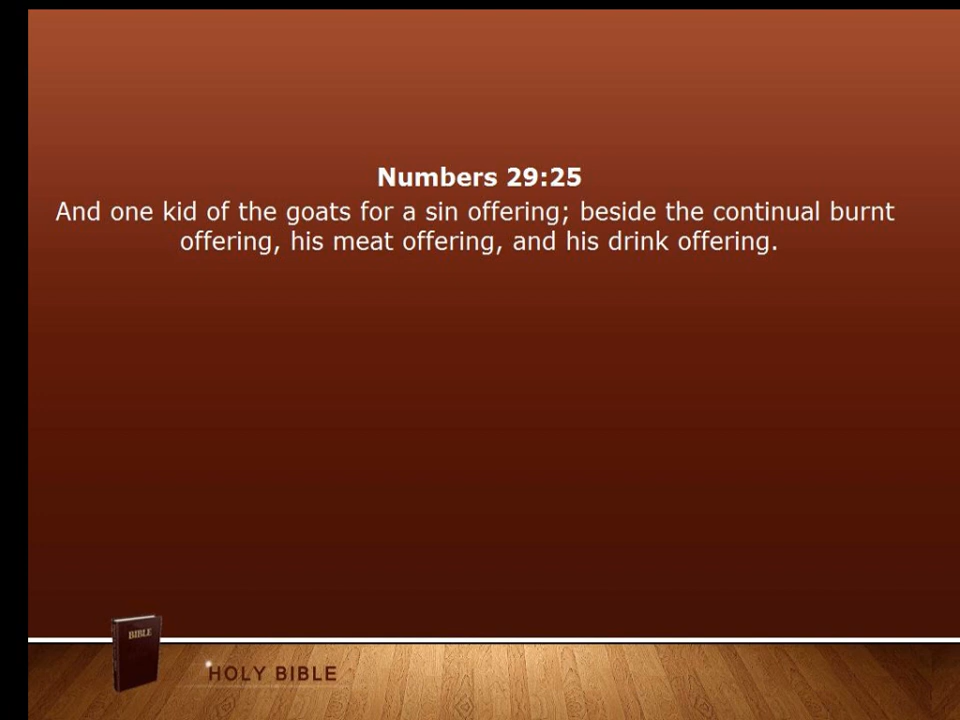 Numbers 29:25
And one kid of the goats for a sin offering; beside the continual burnt
offering, his meat offering, and his drink offering.
BIBLE
HOLY BIBLE